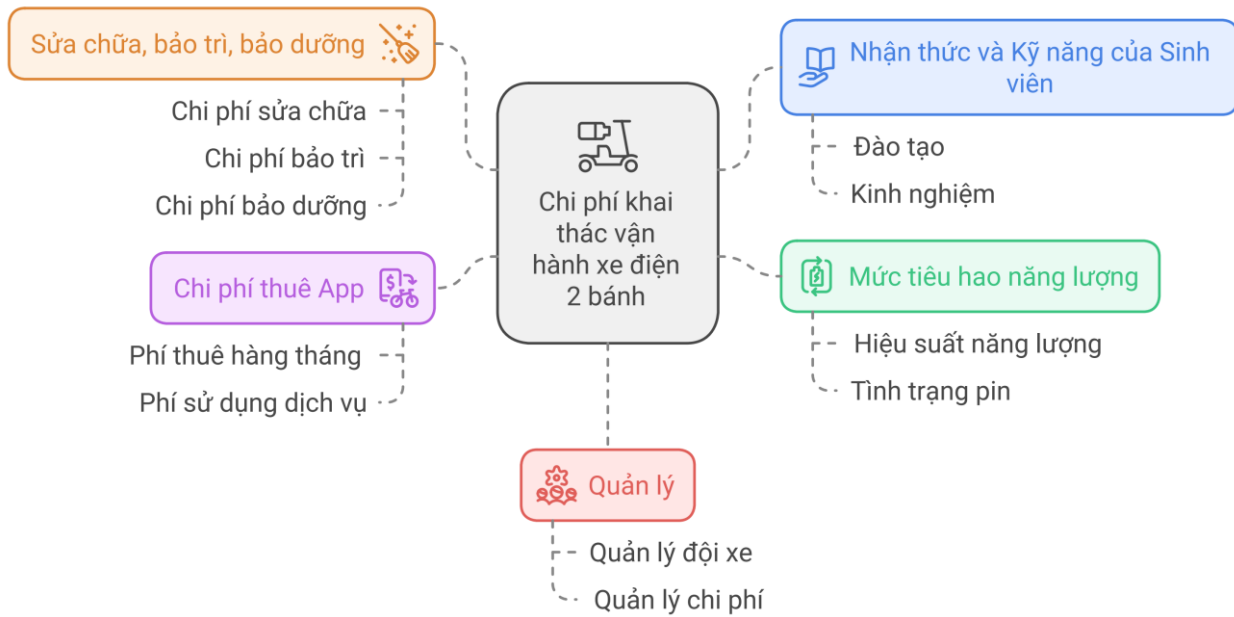 Sửa chữa, bảo trì, bảo dưỡng
Chi phí sửa chữa
Chi phí bảo trì
Chi phí bảo dưỡng
Chi phí thuê App
Phí thuê hàng tháng
Phí sử dụng dịch vụ
Chi phí khai
thác vận
hành xe điện
2 bánh
Nhận thức và Kỹ năng của Sinh
viên
Đào tạo
Kinh nghiệm
Mức tiêu hao năng lượng
Hiệu suất năng lượng
Tình trạng pin
Quản lý
Quản lý đội xe
Quản lý chi phí